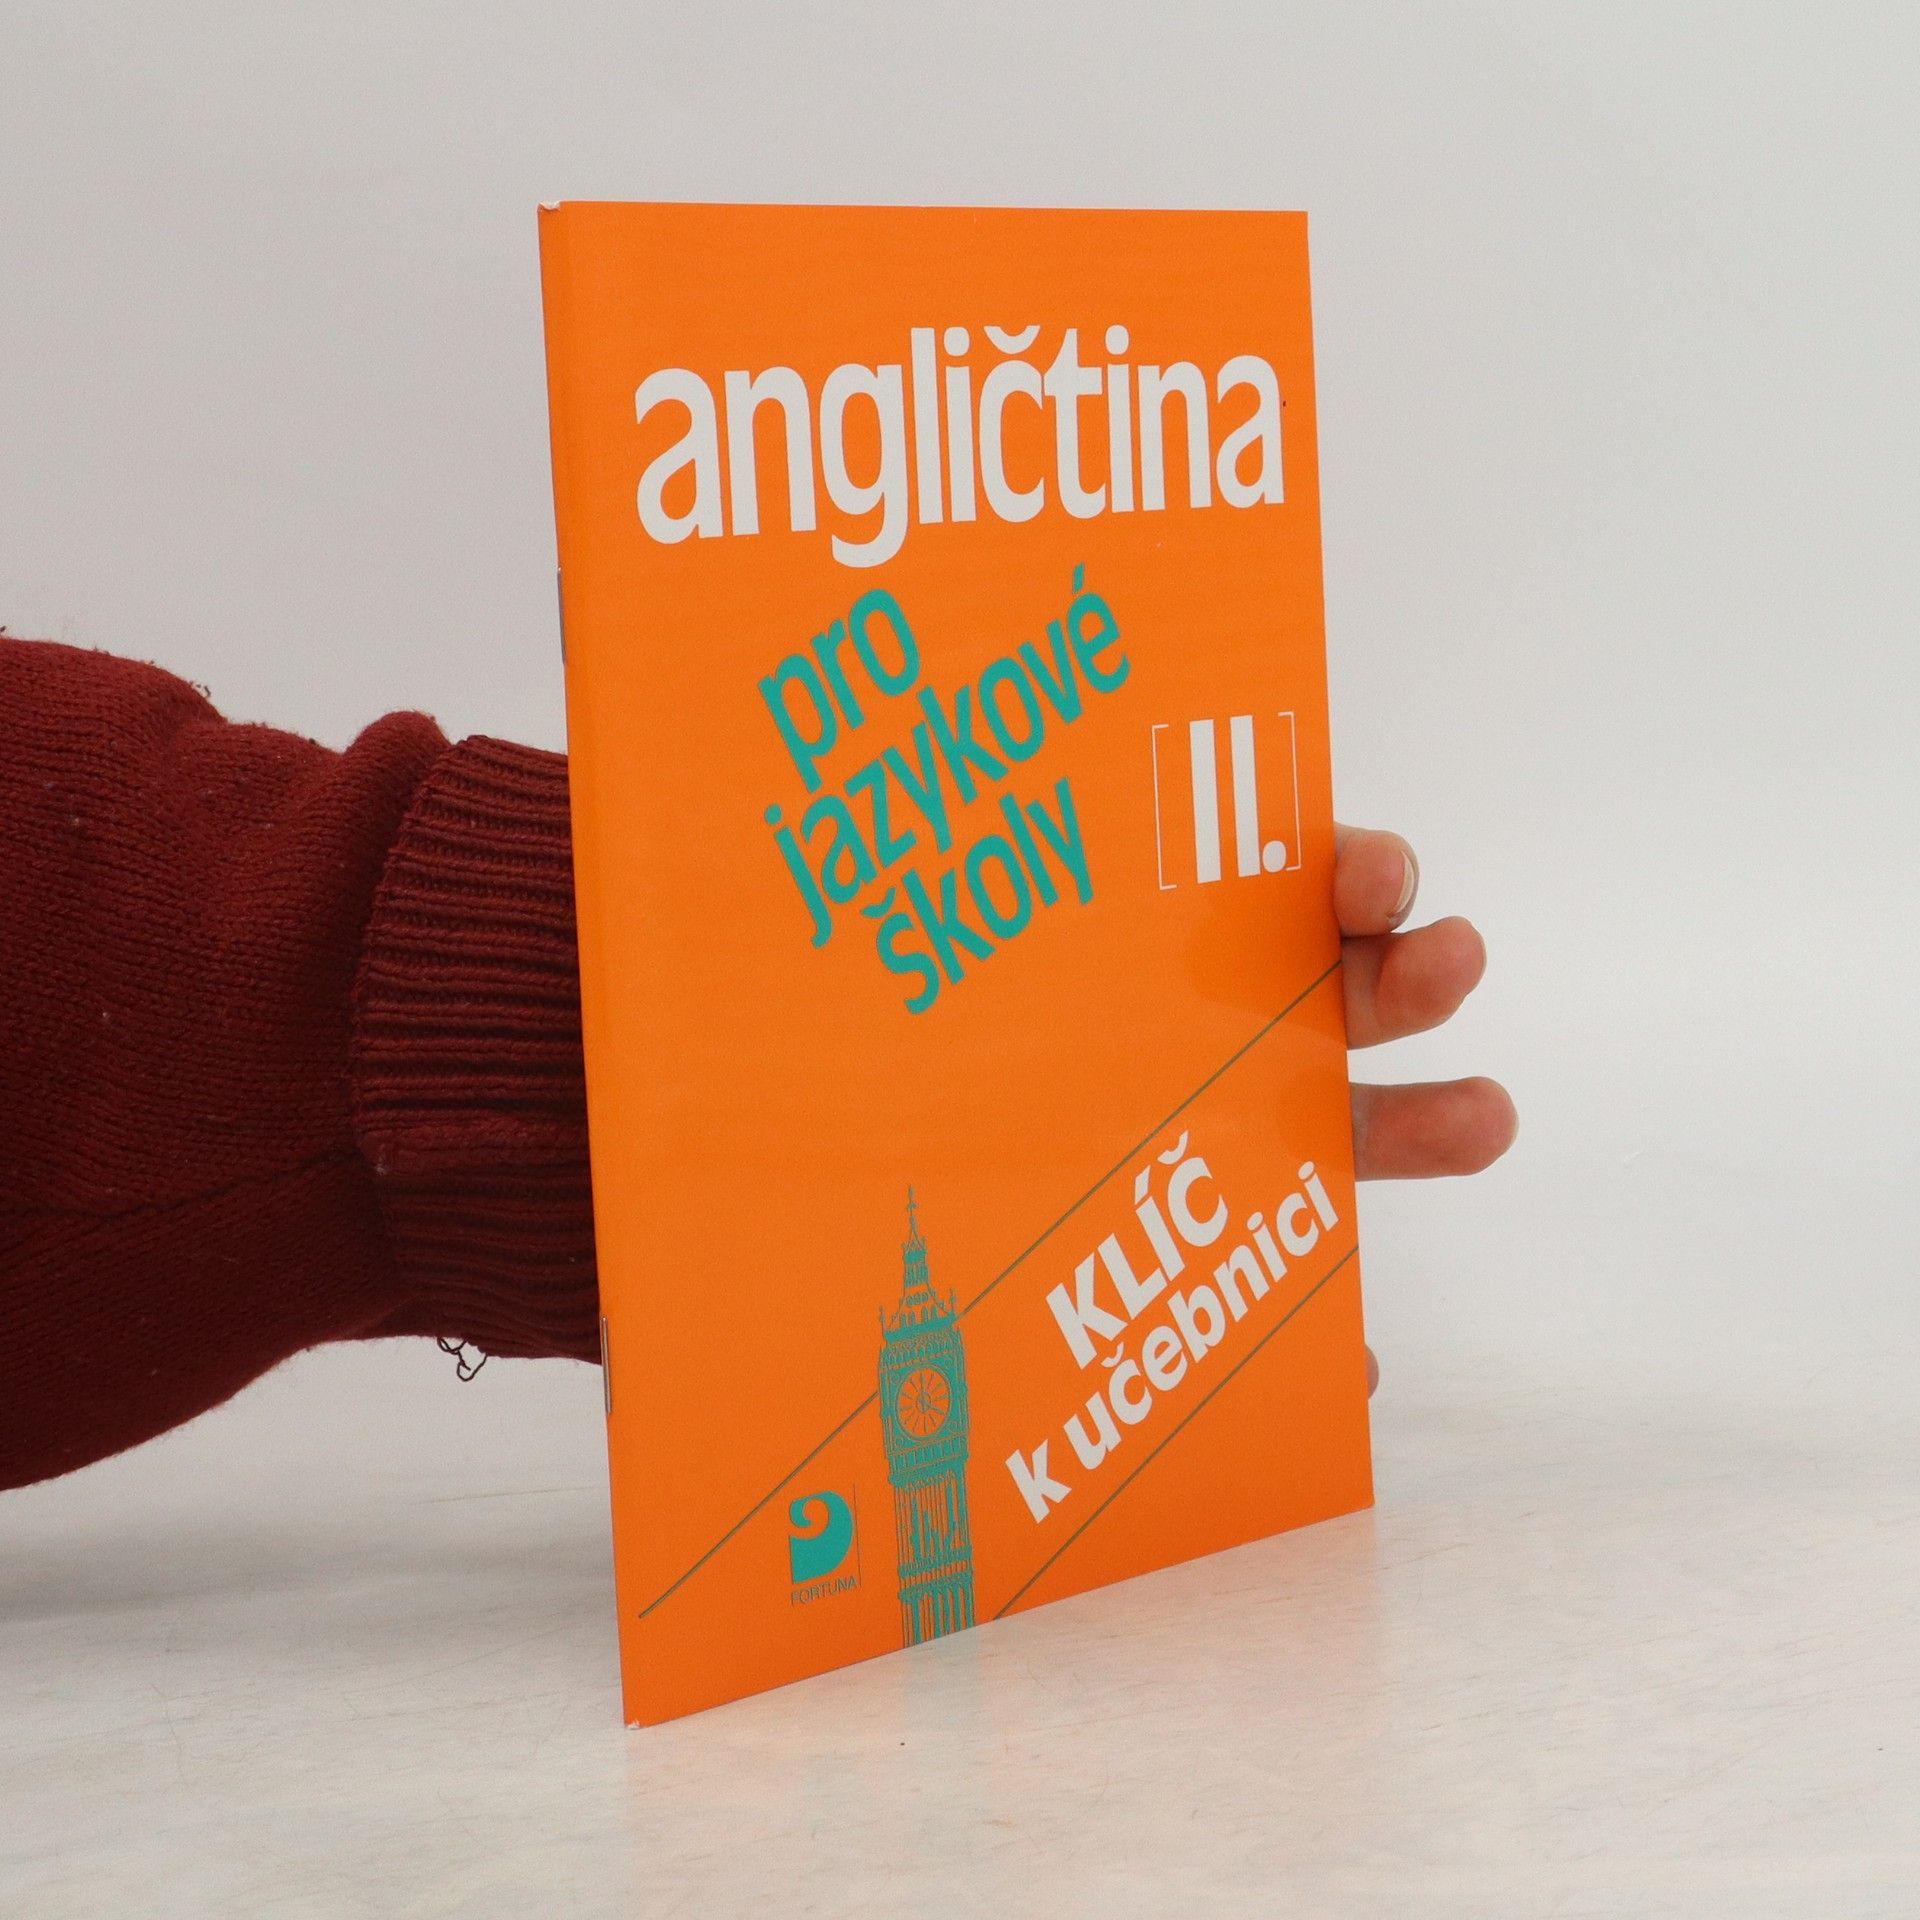 angličtina
pro
jazykové
školy
[II.]
KLÍČ
k učebnici
FORTUNA